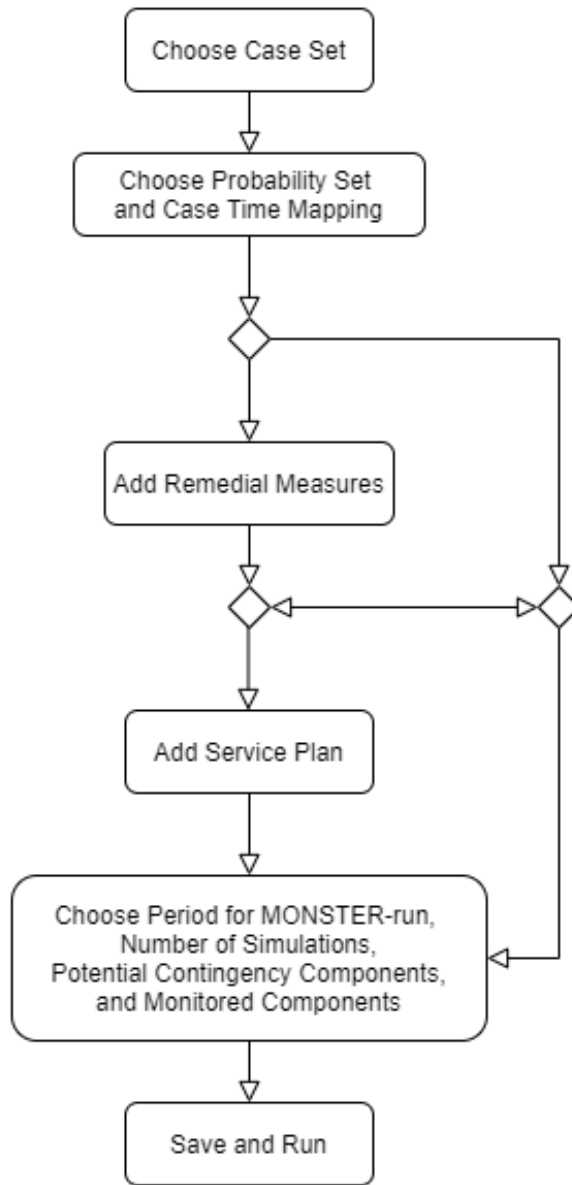 Choose Case Set
Choose Probability Set
and Case Time Mapping
Add Remedial Measures
Add Service Plan
Choose Period for MONSTER-run,
Number of Simulations,
Potential Contingency Components,
and Monitored Components
Save and Run